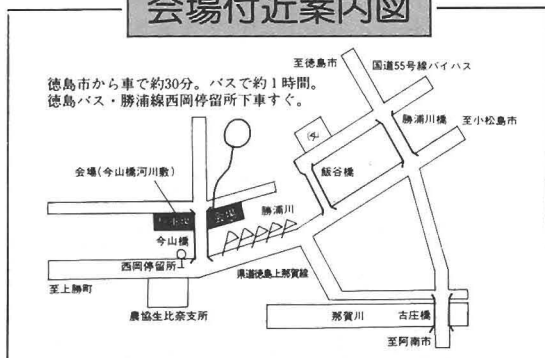 会場付近案内図
至徳島市
国道55号線バイハス
徳島市から車で約30分。バスで約1時間。
徳島バス・勝浦線西岡停留所下車すぐ。
勝浦川橋
至小松島市
会場(今山橋河川敷)
飯谷橋
会場
勝浦川
今山橋
西岡停留所
県道徳島上那賀線
至上勝町
農協生比奈支所
那賀川
古庄橋
至阿南市